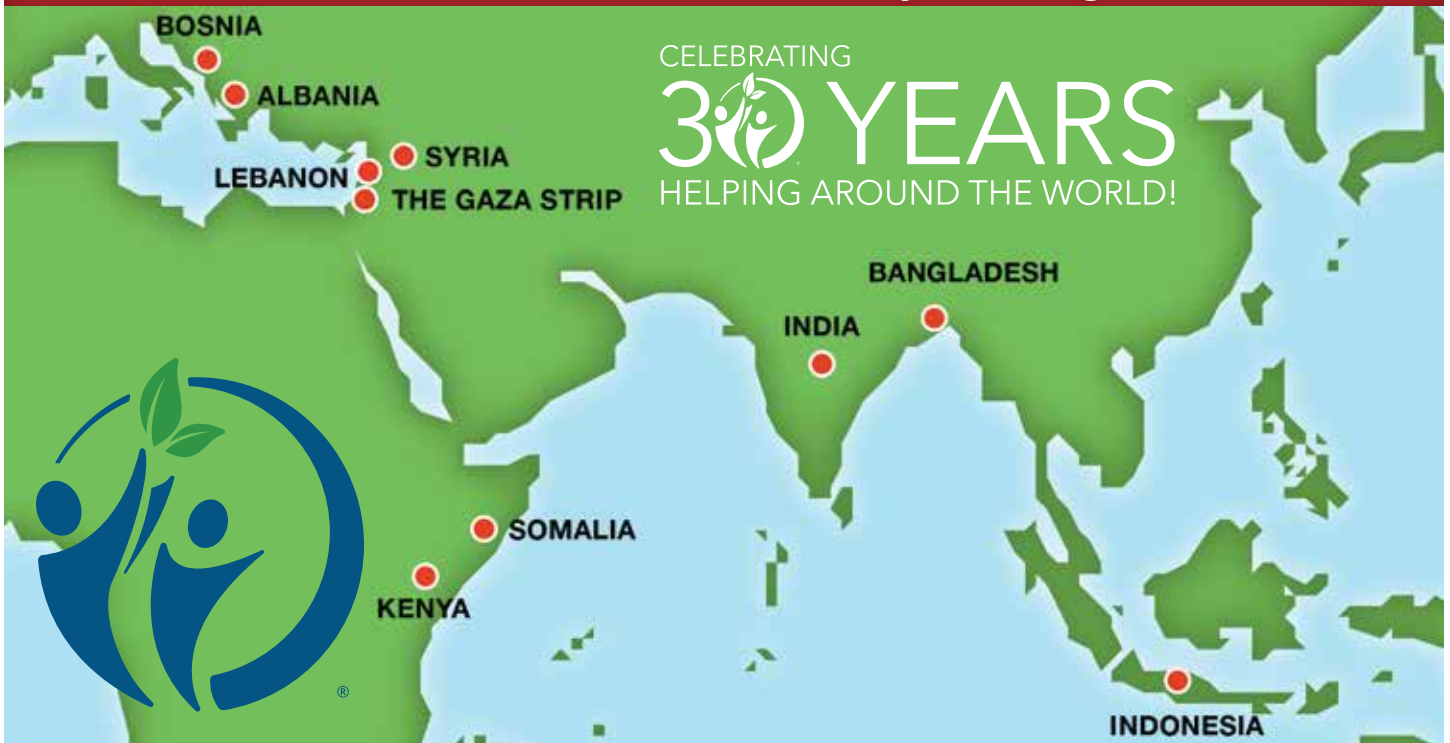 BOSNIA
CELEBRATING
30 YEARS
HELPING AROUND THE WORLD!
ALBANIA
SYRIA
LEBANON
THE GAZA STRIP
BANGLADESH
INDIA
SOMALIA
KENYA
®
INDONESIA